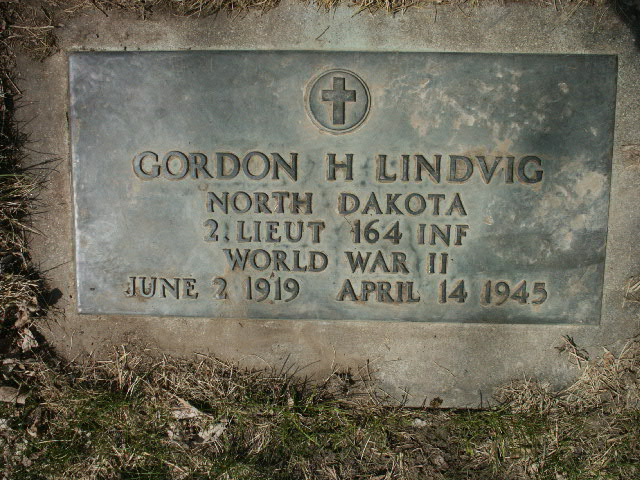 GORDON H LINDVIG
NORTH DAKOTA
2. LIEUT 164 INF
WORLD WAR II
JUNE 2 1919 APRIL 14 1945